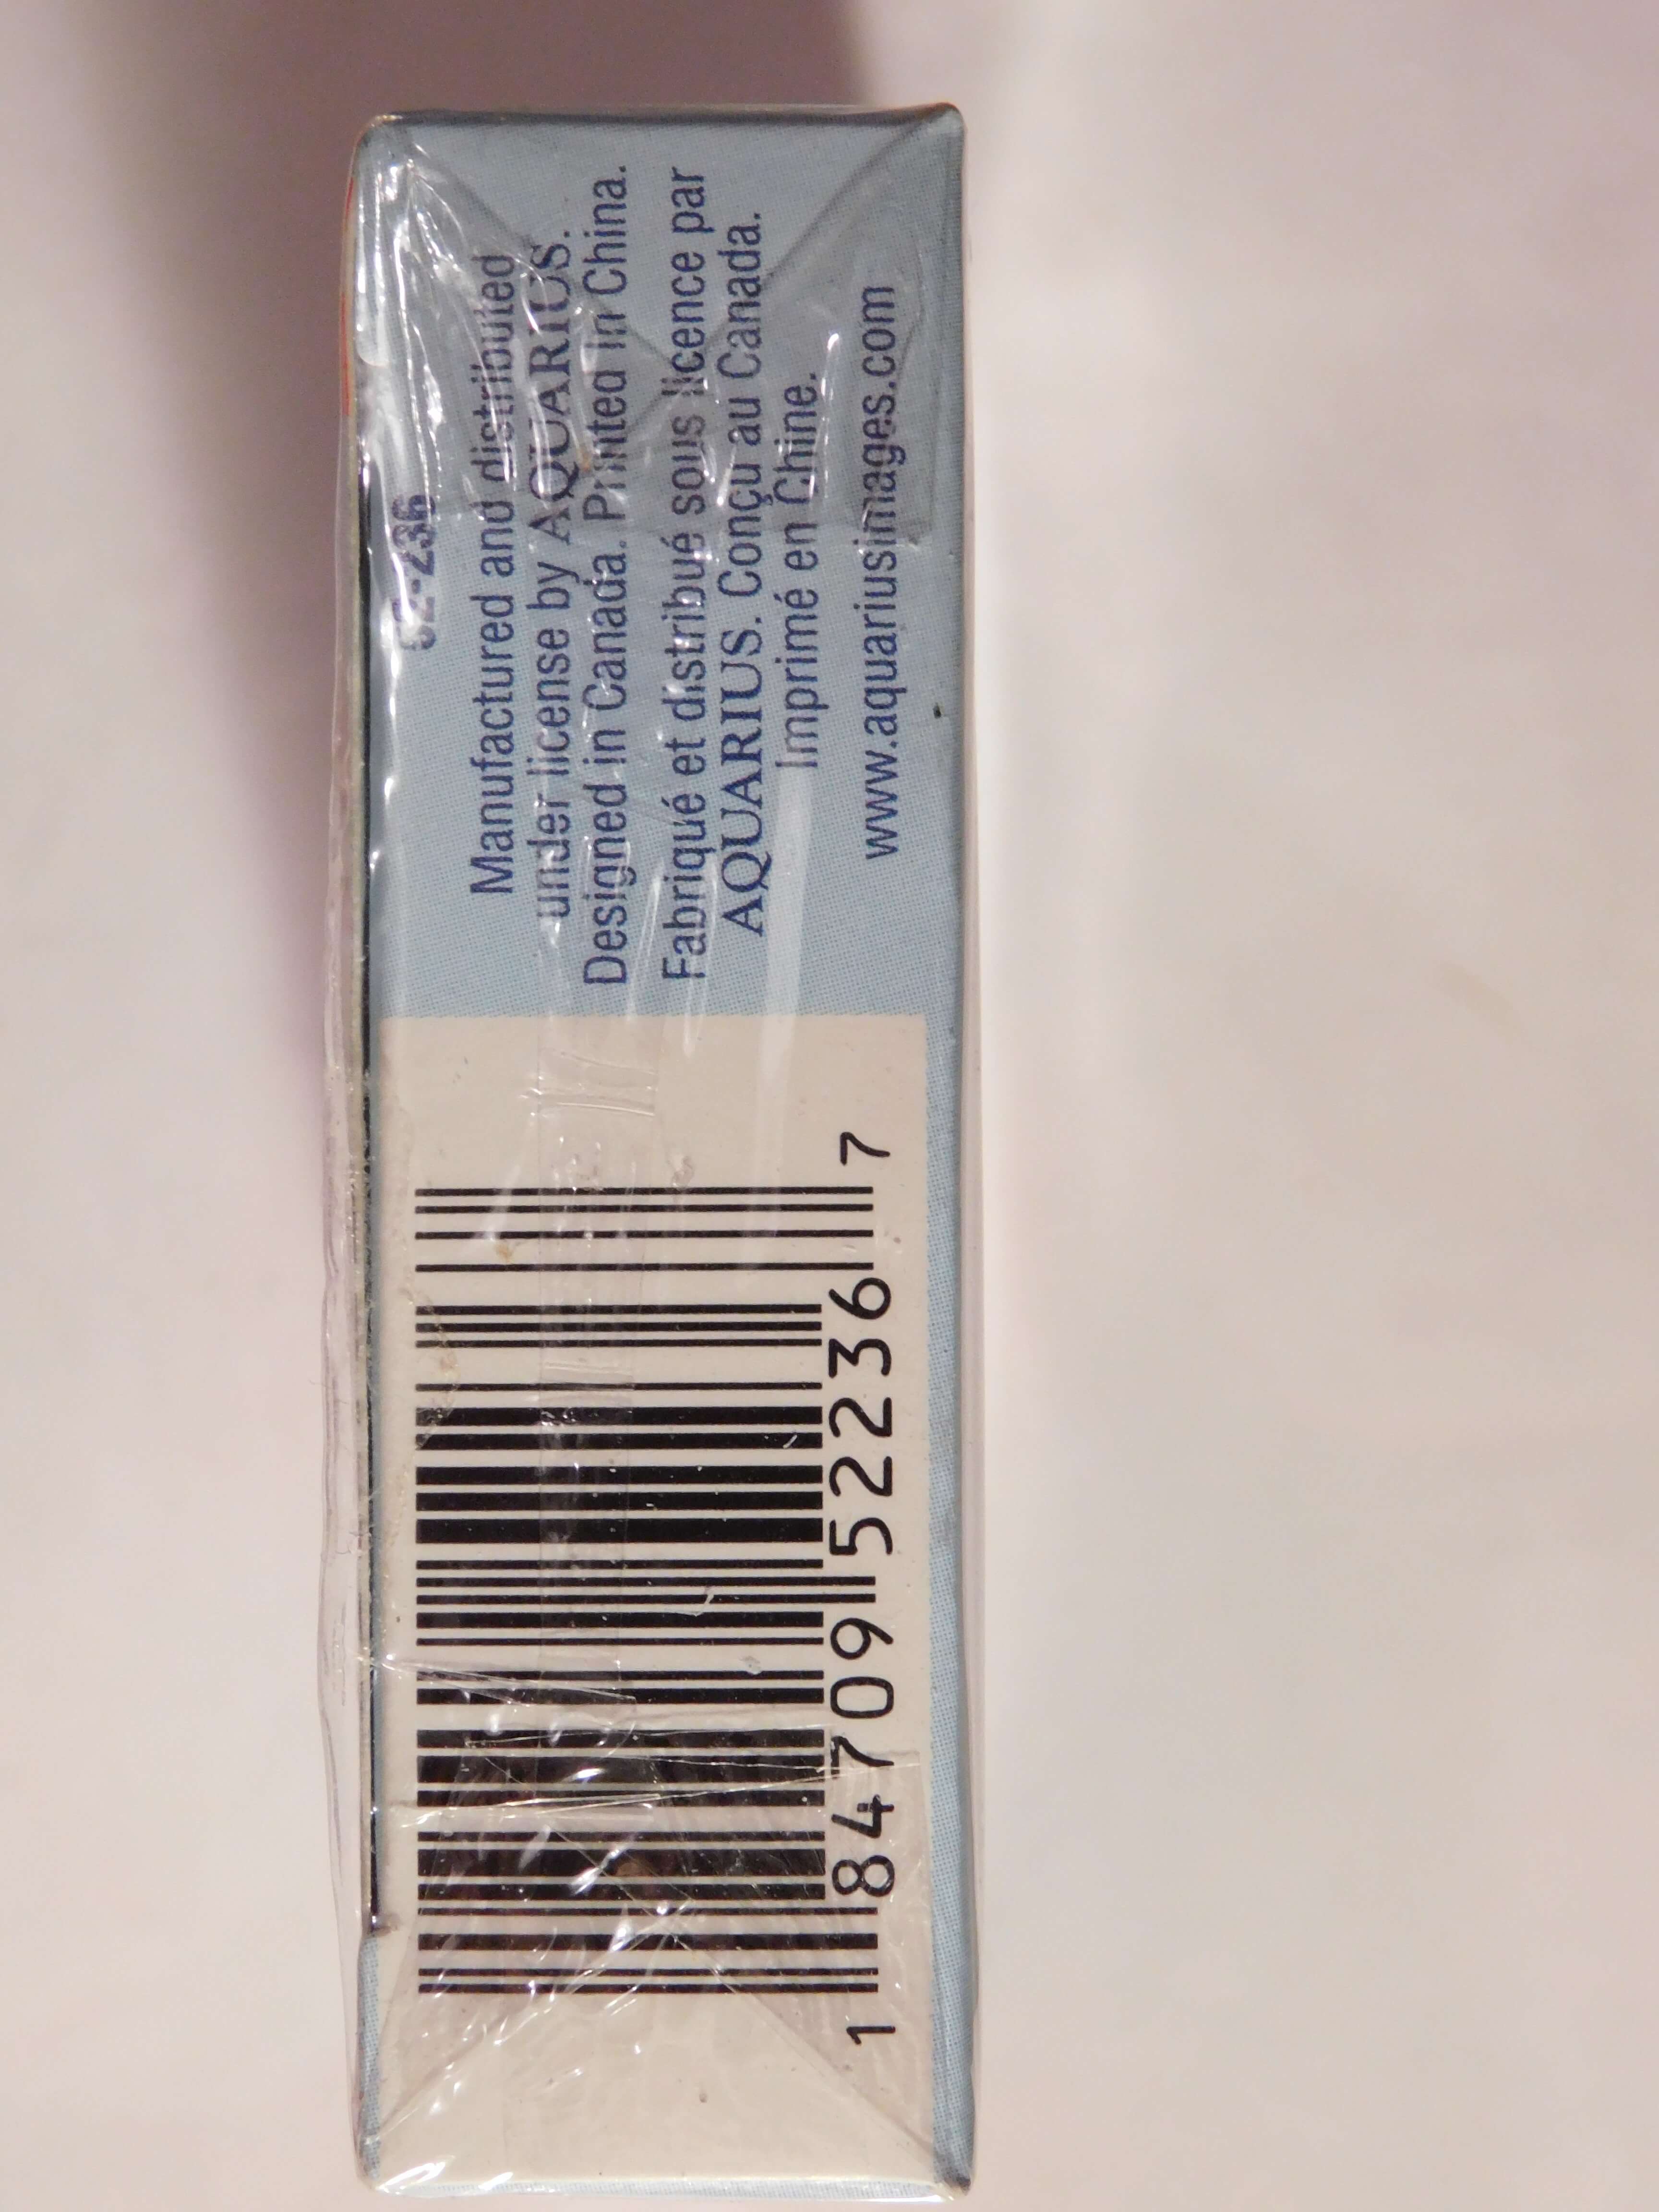 52-236
Manufactured and distributed
under license by AQUARIUS.
Designed in Canada. Printed in China.
Fabriqué et distribué sous licence par
AQUARIUS. Conçu au Canada.
Imprimé en Chine.
www.aquariusimages.com
1 84709 52236 7